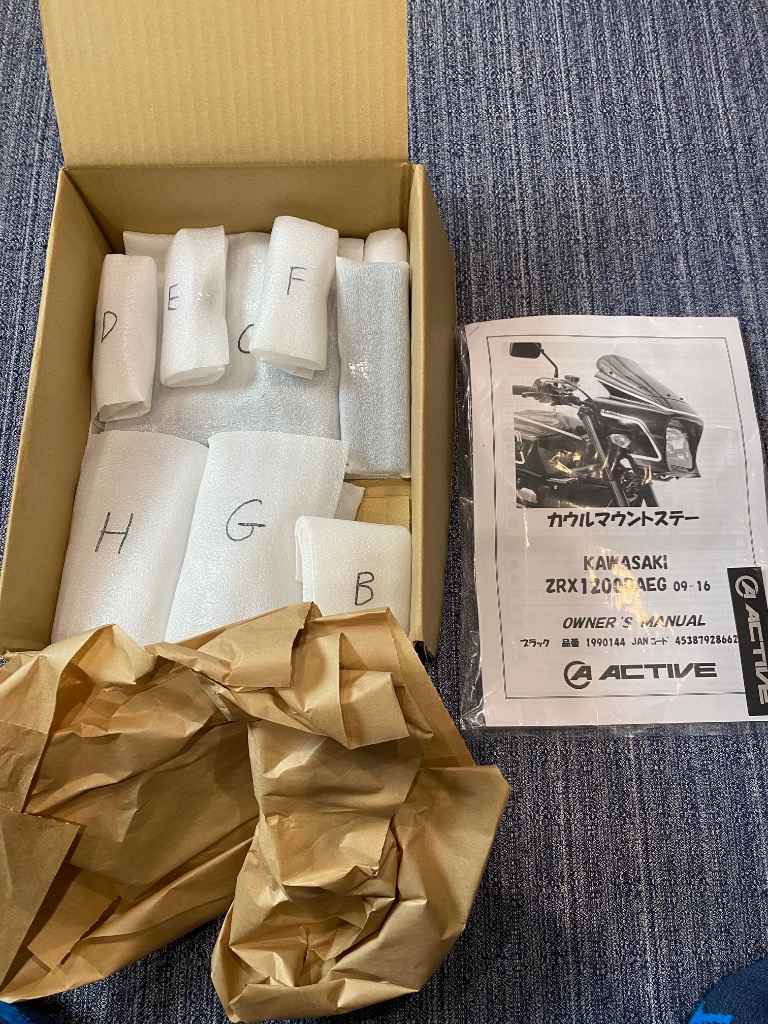 D
E
C
F
H
G
B
カウルマウントステー
KAWASAKI
ZRX1200DAEG 09-16
OWNER'S MANUAL
ブラック 品番 1990144 JANコード 45387928662
ACTIVE
ACTIVE